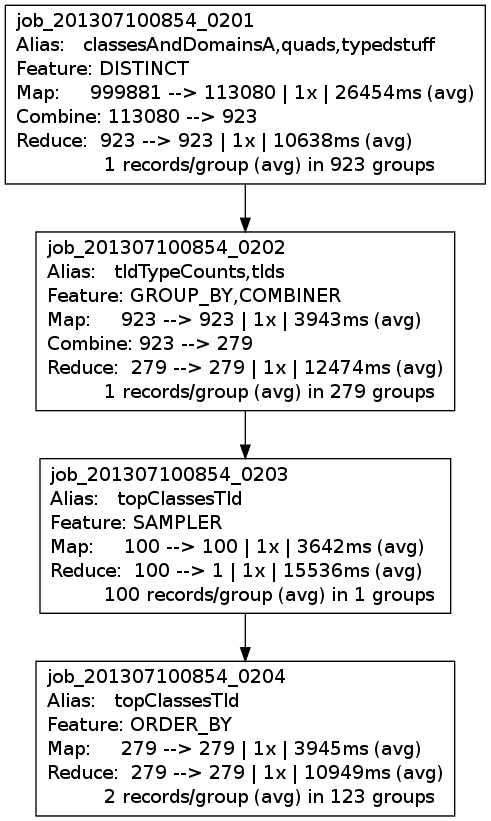 job_201307100854_0201
Alias: classesAndDomainsA,quads,typedstuff
Feature: DISTINCT
Map: 999881 --> 113080 | 1x | 26454ms (avg)
Combine: 113080 --> 923
Reduce: 923 --> 923 | 1x | 10638ms (avg)
1 records/group (avg) in 923 groups
job_201307100854_0202
Alias: tldTypeCounts,tlds
Feature: GROUP_BY,COMBINER
Map: 923 --> 923 | 1x | 3943ms (avg)
Combine: 923 --> 279
Reduce: 279 --> 279 | 1x | 12474ms (avg)
1 records/group (avg) in 279 groups
job_201307100854_0203
Alias: topClassesTld
Feature: SAMPLER
Map: 100 --> 100 | 1x | 3642ms (avg)
Reduce: 100 --> 1 | 1x | 15536ms (avg)
100 records/group (avg) in 1 groups
job_201307100854_0204
Alias: topClassesTld
Feature: ORDER_BY
Map: 279 --> 279 | 1x | 3945ms (avg)
Reduce: 279 --> 279 | 1x | 10949ms (avg)
2 records/group (avg) in 123 groups